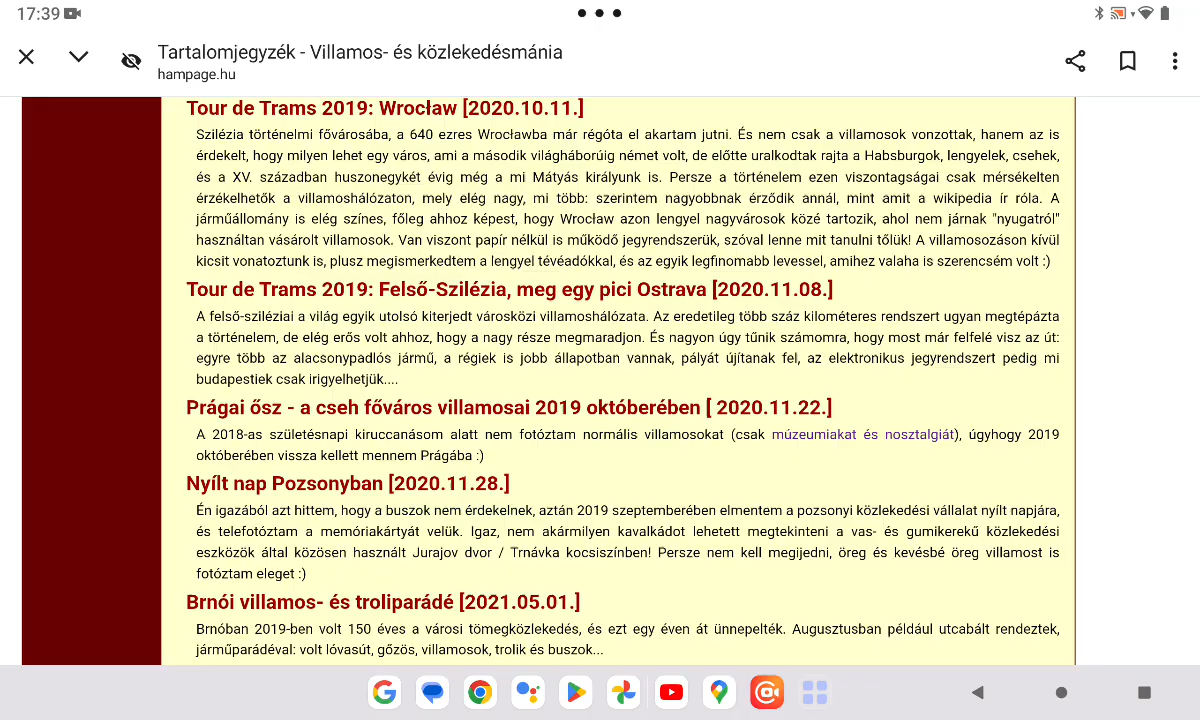 17:39
Tartalomjegyzék - Villamos- és közlekedésmánia
hampage.hu
Tour de Trams 2019: Wrocław [2020.10.11.]
Szilézia történelmi fővárosába, a 640 ezres Wrocławba már régóta el akartam jutni. És nem csak a villamosok vonzottak, hanem az is
érdekelt, hogy milyen lehet egy város, ami a második világháborúig német volt, de előtte uralkodtak rajta a Habsburgok, lengyelek, csehek,
és a XV. században huszonegykét évig még a mi Mátyás királyunk is. Persze a történelem ezen viszontagságai csak mérsékelten
érzékelhetők a villamoshálózaton, mely elég nagy, mi több: szerintem nagyobbnak érződik annál, mint amit a wikipedia ír róla. A
járműállomány is elég színes, főleg ahhoz képest, hogy Wrocław azon lengyel nagyvárosok közé tartozik, ahol nem járnak "nyugatról"
használtan vásárolt villamosok. Van viszont papír nélkül is működő jegyrendszerük, szóval lenne mit tanulni tőlük! A villamosozáson kívül
kicsit vonatoztunk is, plusz megismerkedtem a lengyel tévéadókkal, és az egyik legfinomabb levessel, amihez valaha is szerencsém volt :)
Tour de Trams 2019: Felső-Szilézia, meg egy pici Ostrava [2020.11.08.]
A felső-sziléziai a világ egyik utolsó kiterjedt városközi villamoshálózata. Az eredetileg több száz kilométeres rendszert ugyan megtépázta
a történelem, de elég erős volt ahhoz, hogy a nagy része megmaradjon. És nagyon úgy tűnik számomra, hogy most már felfelé visz az út:
egyre több az alacsonypadlós jármű, a régiek is jobb állapotban vannak, pályát újítanak fel, az elektronikus jegyrendszert pedig mi
budapestiek csak irigyelhetjük....
Prágai ősz - a cseh főváros villamosai 2019 októberében [ 2020.11.22.]
A 2018-as születésnapi kiruccanásom alatt nem fotóztam normális villamosokat (csak múzeumiakat és nosztalgiát), úgyhogy 2019
októberében vissza kellett mennem Prágába :)
Nyílt nap Pozsonyban [2020.11.28.]
Én igazából azt hittem, hogy a buszok nem érdekelnek, aztán 2019 szeptemberében elmentem a pozsonyi közlekedési vállalat nyílt napjára,
és telefotóztam a memóriakártyát velük. Igaz, nem akármilyen kavalkádot lehetett megtekinteni a vas- és gumikerekű közlekedési
eszközök által közösen használt Jurajov dvor / Trnávka kocsiszínben! Persze nem kell megijedni, öreg és kevésbé öreg villamost is
fotóztam eleget :)
Brnói villamos- és troliparádé [2021.05.01.]
Brnóban 2019-ben volt 150 éves a városi tömegközlekedés, és ezt egy éven át ünnepelték. Augusztusban például utcabált rendeztek,
járműparádéval: volt lóvasút, gőzös, villamosok, trolik és buszok...